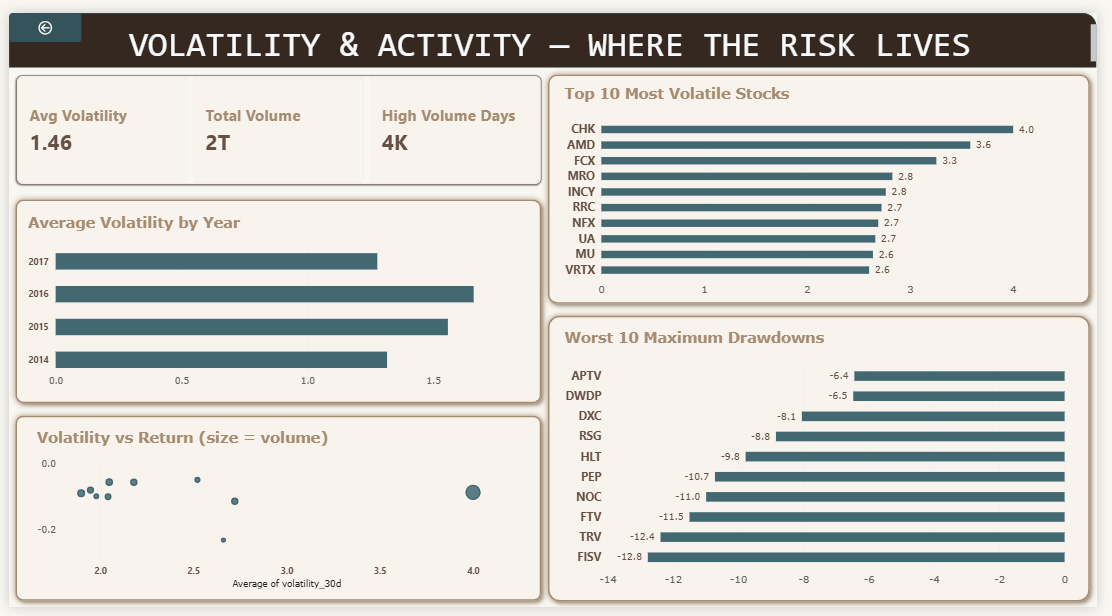 VOLATILITY & ACTIVITY — WHERE THE RISK LIVES
Avg Volatility
1.46
Total Volume
2T
High Volume Days
4K
Average Volatility by Year
2017
2016
2015
2014
0.0 0.5 1.0 1.5
Volatility vs Return (size = volume)
0.0
-0.2
2.0 2.5 3.0 3.5 4.0
Average of volatility_30d
Top 10 Most Volatile Stocks
CHK 4.0
AMD 3.6
FCX 3.3
MRO 2.8
INCY 2.8
RRC 2.7
NFX 2.7
UA 2.7
MU 2.6
VRTX 2.6
0 1 2 3 4
Worst 10 Maximum Drawdowns
APTV -6.4
DWDP -6.5
DXC -8.1
RSG -8.8
HLT -9.8
PEP -10.7
NOC -11.0
FTV -11.5
TRV -12.4
FISV -12.8
-14 -12 -10 -8 -6 -4 -2 0